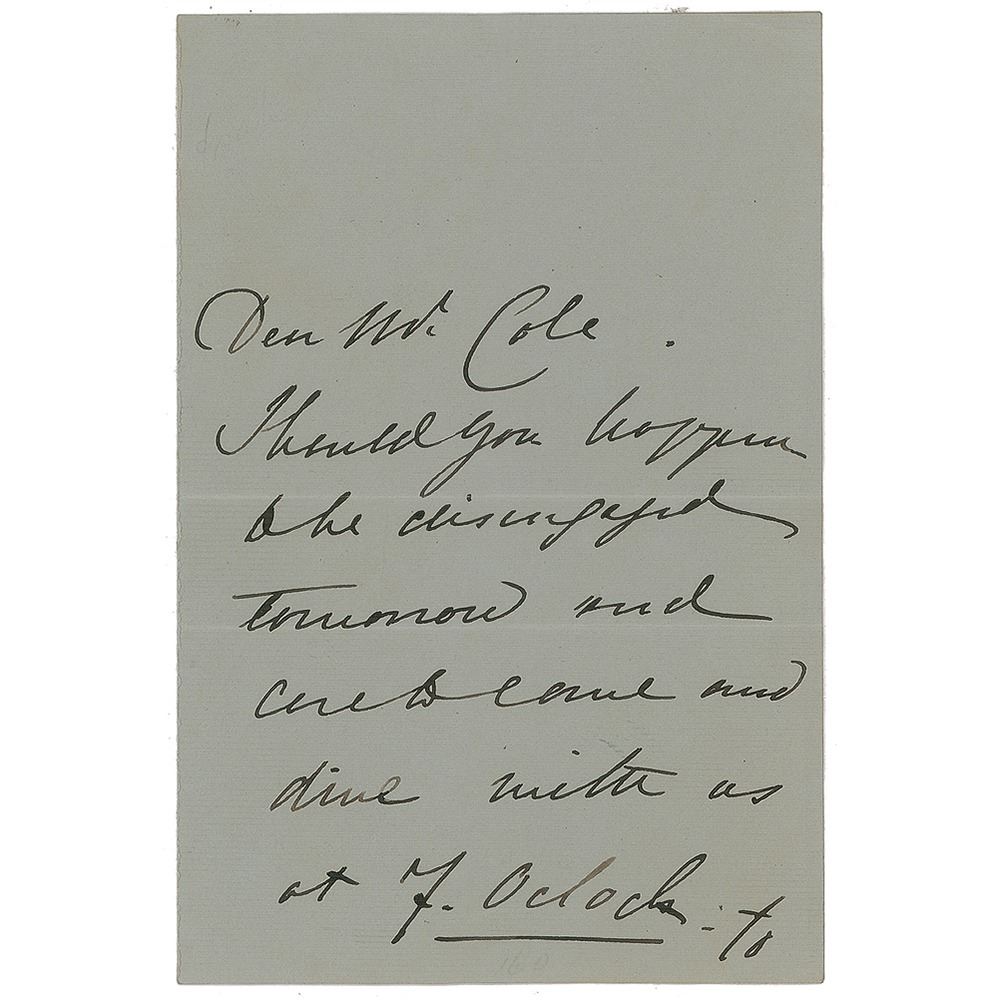 Dear Mr. Cole.
Should you happen
to be disengaged
tomorrow and
care to come and
dine with us
at 7. Oclock. to